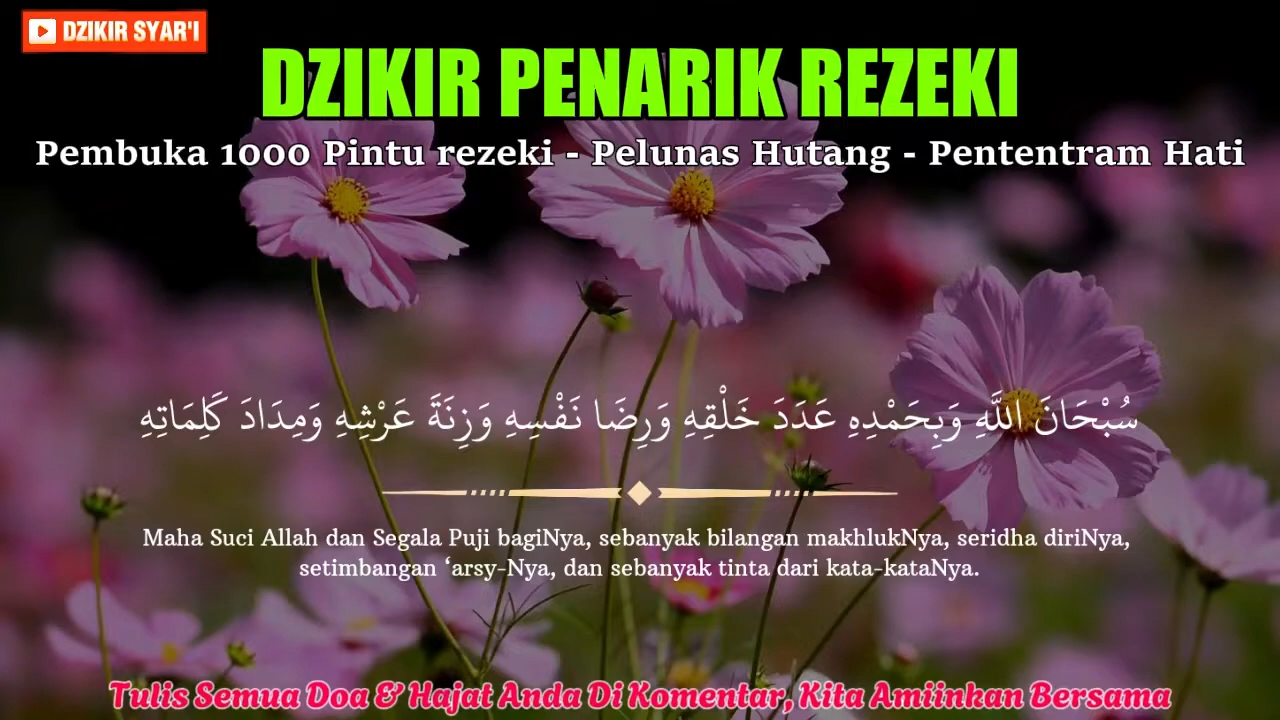 DZIKIR SYAR'I
DZIKIR PENARIK REZEKI
Pembuka 1000 Pintu rezeki - Pelunas Hutang - Pententram Hati
سُبْحَانَ اللَّهِ وَبِحَمْدِهِ عَدَدَ خَلْقِهِ وَرِضَا نَفْسِهِ وَزِنَةَ عَرْشِهِ وَمِدَادَ كَلِمَاتِهِ
Maha Suci Allah dan Segala Puji bagiNya, sebanyak bilangan makhlukNya, seridha diriNya,
setimbangan ‘arsy-Nya, dan sebanyak tinta dari kata-kataNya.
Tulis Semua Doa & Hajat Anda Di Komentar, Kita Amiinkan Bersama